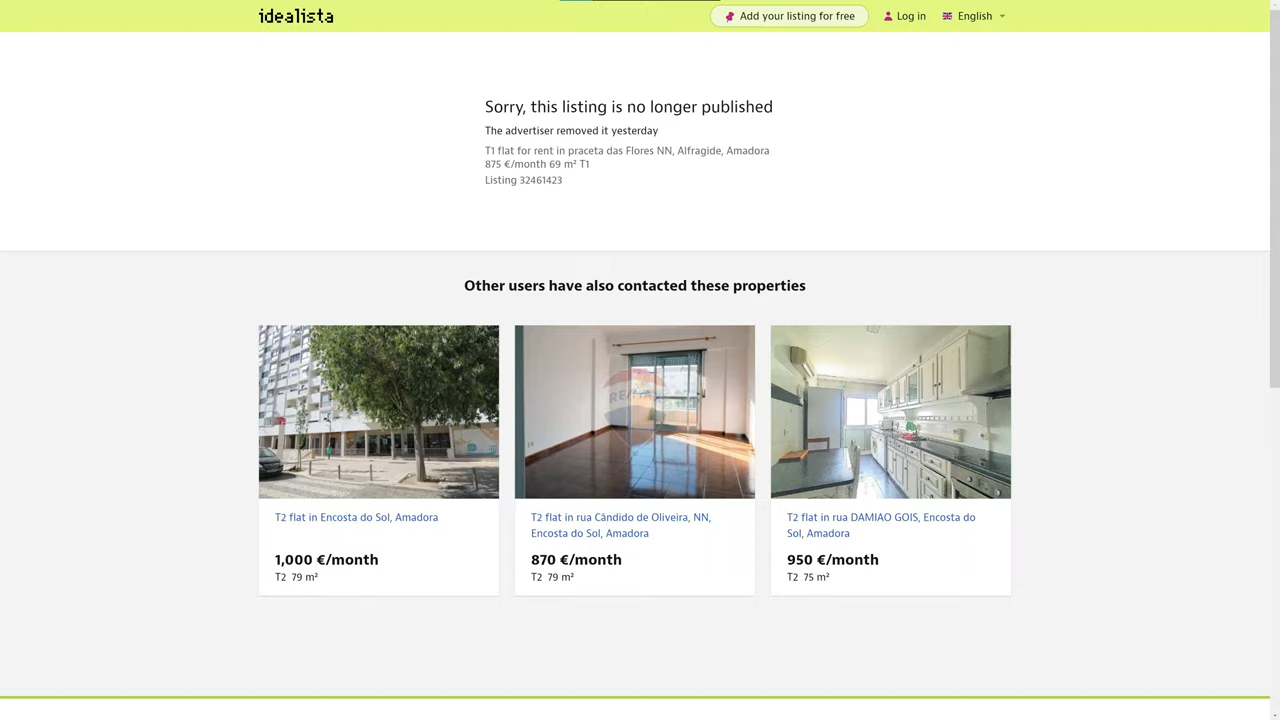 idealista
Add your listing for free
Log in
English
Sorry, this listing is no longer published
The advertiser removed it yesterday
T1 flat for rent in praceta das Flores NN, Alfragide, Amadora
875 €/month 69 m² T1
Listing 32461423
Other users have also contacted these properties
RE/MAX
T2 flat in Encosta do Sol, Amadora
1,000 €/month
T2 79 m²
T2 flat in rua Cândido de Oliveira, NN,
Encosta do Sol, Amadora
870 €/month
T2 79 m²
T2 flat in rua DAMIAO GOIS, Encosta do
Sol, Amadora
950 €/month
T2 75 m²